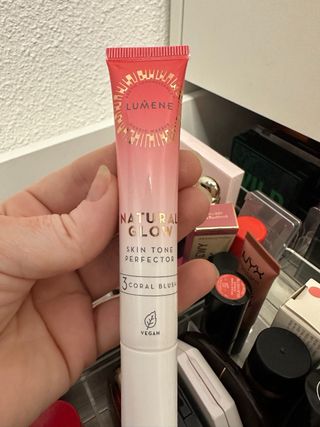 LUMENE
NATURAL
GLOW
SKIN TONE
PERFECTOR
3 CORAL BLUSH
VEGAN
NYX